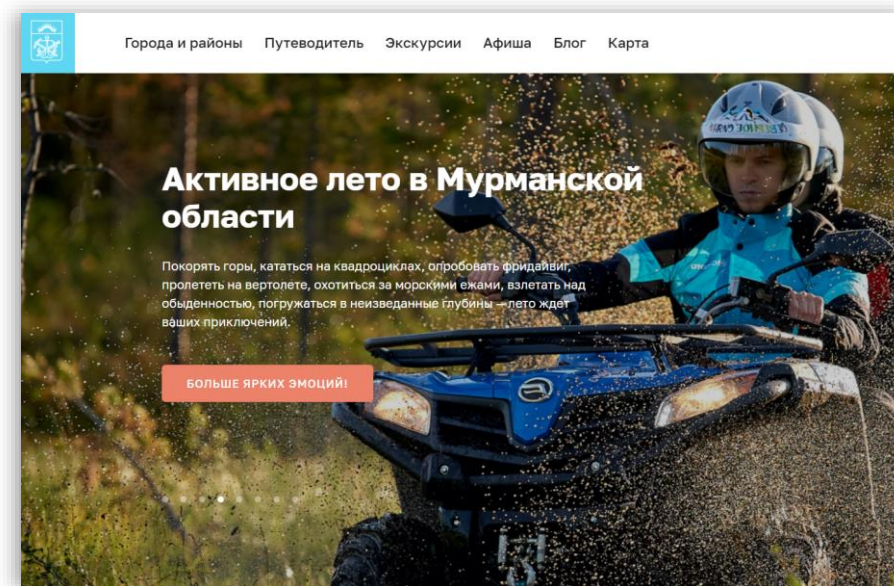 Города и районы Путеводитель Экскурсии Афиша Блог Карта
Активное лето в Мурманской
области
Покорять горы, кататься на квадроциклах, опробовать фридайвиг,
пролететь на вертолете, охотиться за морскими ежами, взлетать над
обыденностью, погружаться в неизведанные глубины — лето ждет
ваших приключений.
БОЛЬШЕ ЯРКИХ ЭМОЦИЙ!